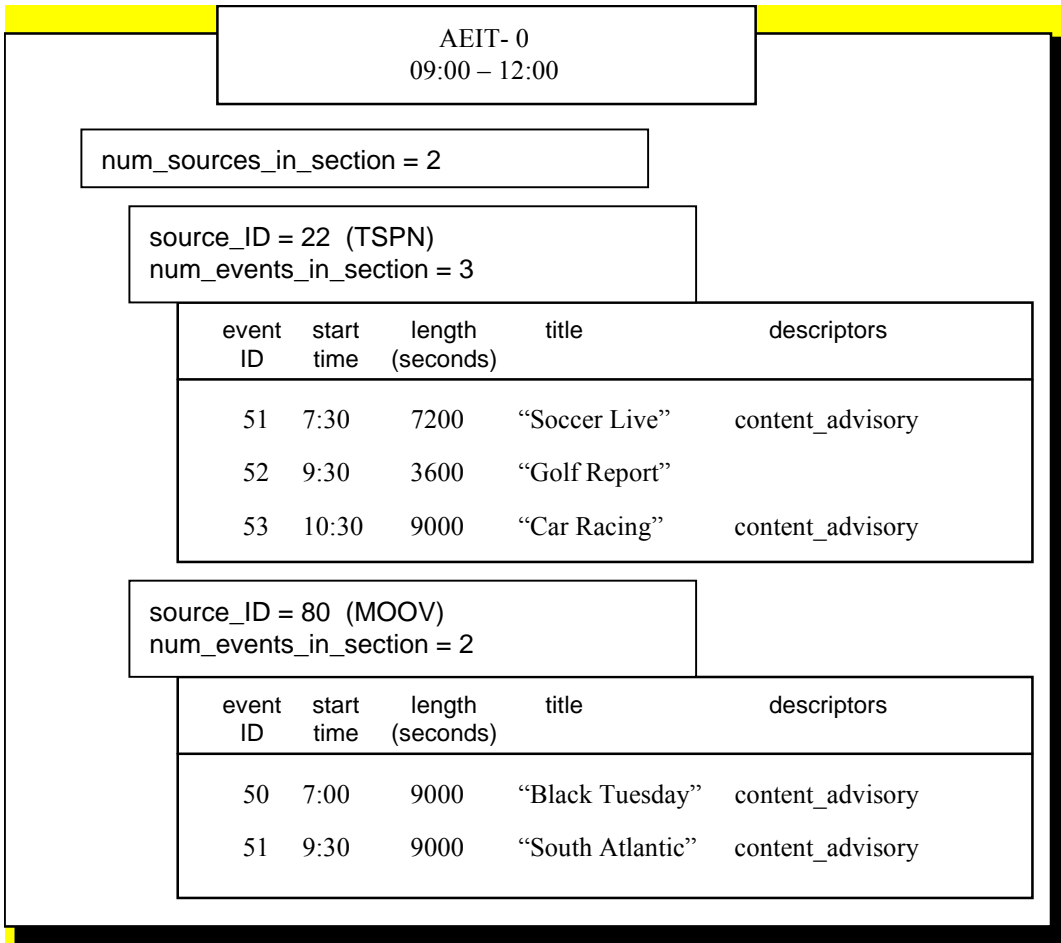 AEIT- 0
09:00 – 12:00
num_sources_in_section = 2
source_ID = 22  (TSPN)
num_events_in_section = 3
event start length title descriptors
ID time (seconds)
51 7:30 7200 “Soccer Live” content_advisory
52 9:30 3600 “Golf Report”
53 10:30 9000 “Car Racing” content_advisory
source_ID = 80  (MOOV)
num_events_in_section = 2
event start length title descriptors
ID time (seconds)
50 7:00 9000 “Black Tuesday” content_advisory
51 9:30 9000 “South Atlantic” content_advisory